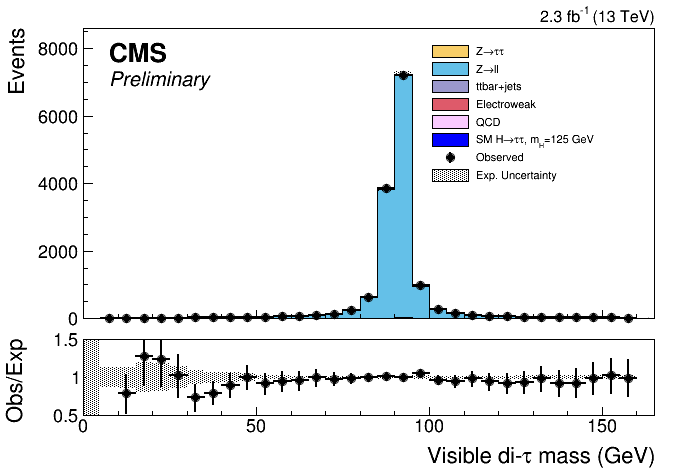 2.3 fb⁻¹ (13 TeV)
CMS
Preliminary
Events
8000
6000
4000
2000
0
Z→ττ
Z→ll
ttbar+jets
Electroweak
QCD
SM H→ττ, m_H=125 GeV
Observed
Exp. Uncertainty
Obs/Exp
1.5
1
0.5
0 50 100 150
Visible di-τ mass (GeV)